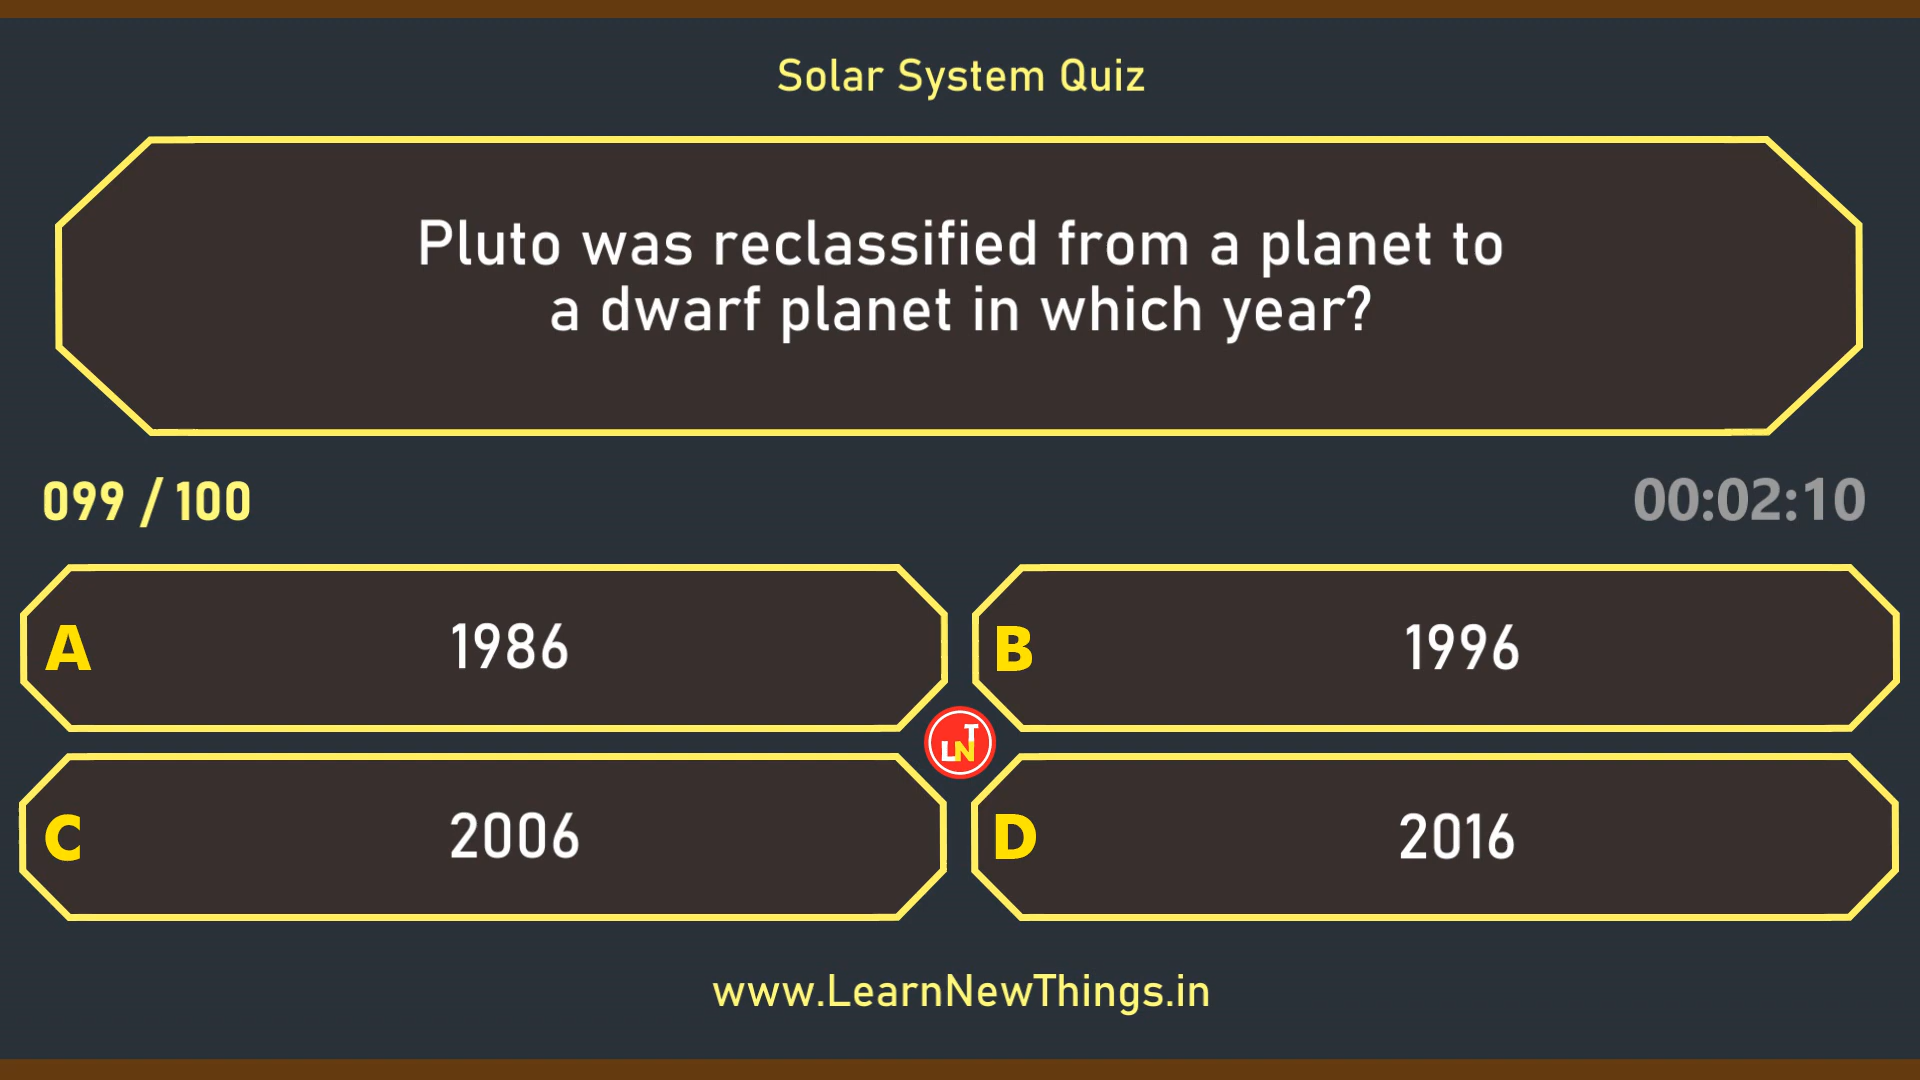 Solar System Quiz
Pluto was reclassified from a planet to
a dwarf planet in which year?
099 / 100
00:02:10
A 1986
B 1996
LNT
C 2006
D 2016
www.LearnNewThings.in